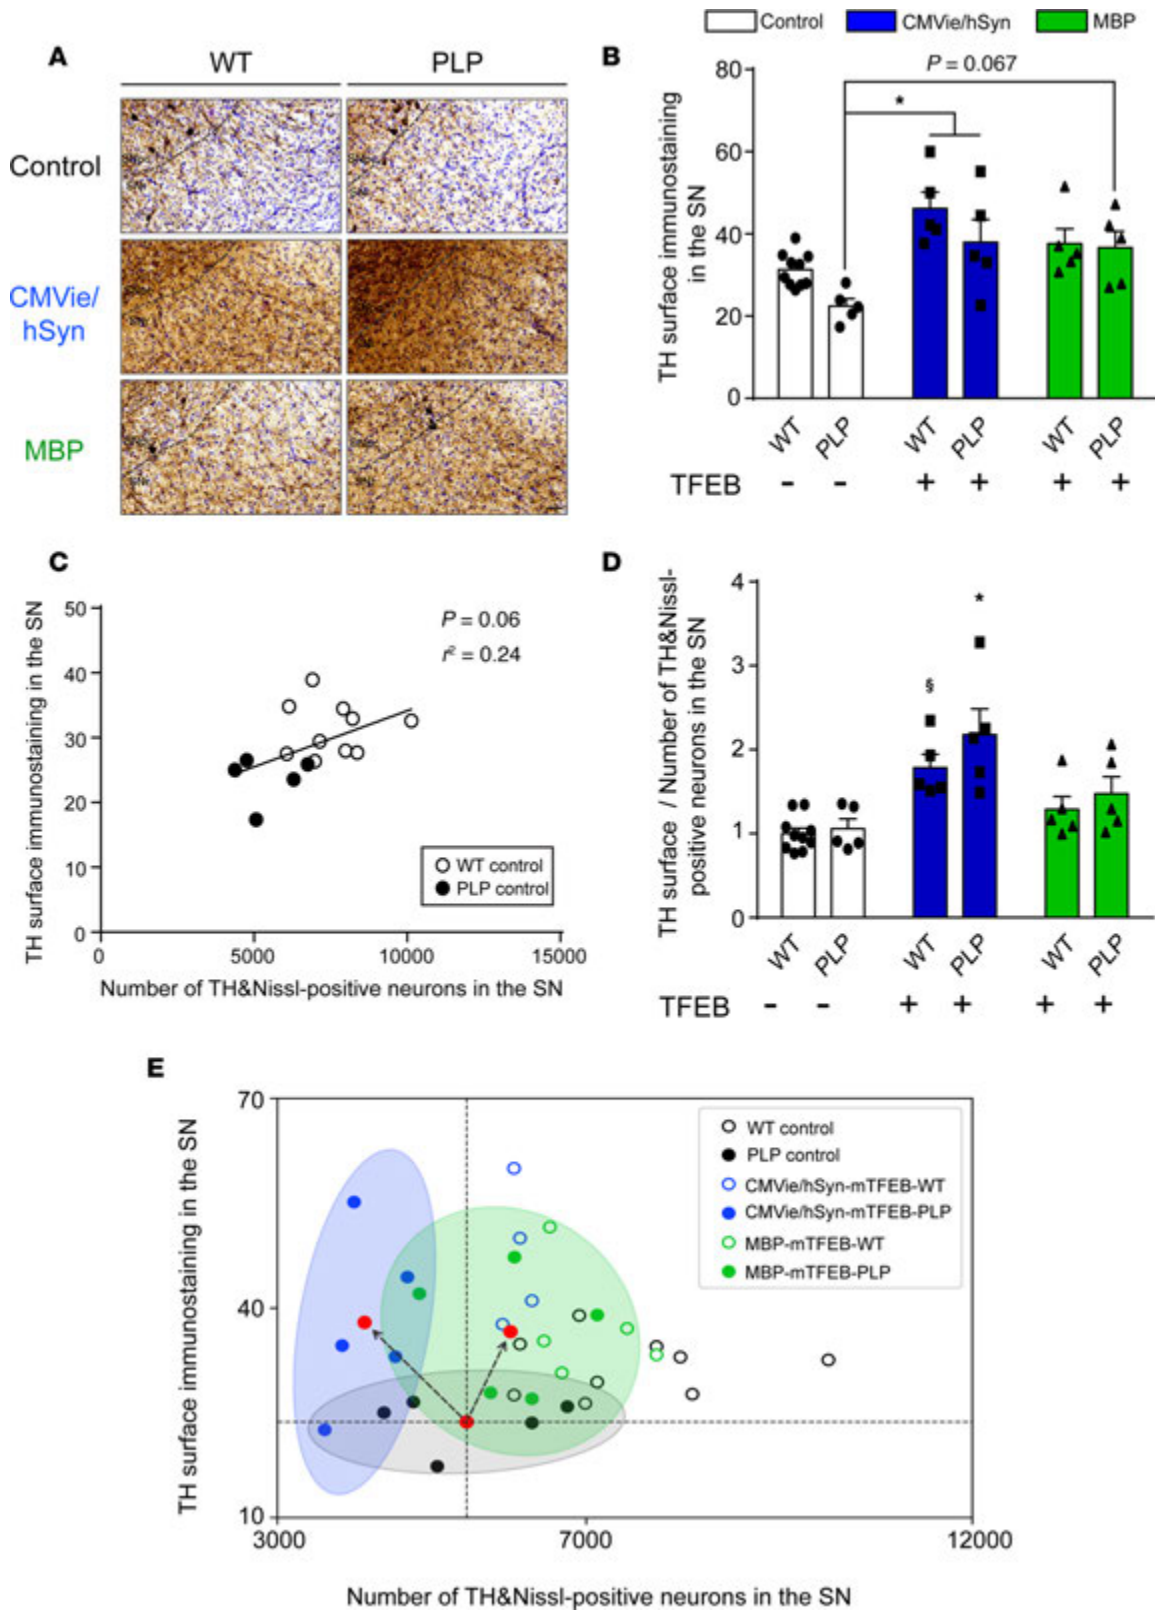 Control CMVie/hSyn MBP
A
WT PLP
Control
CMVie/
hSyn
MBP
B
P = 0.067
*
TH surface immunostaining
in the SN
80
60
40
20
0
WT PLP WT PLP WT PLP
TFEB - - + + + +
C
TH surface immunostaining in the SN
50
40
30
20
10
0
P = 0.06
r² = 0.24
WT control
PLP control
0 5000 10000 15000
Number of TH&Nissl-positive neurons in the SN
D
TH surface / Number of TH&Nissl-
positive neurons in the SN
4
3
2
1
0
§ *
WT PLP WT PLP WT PLP
TFEB - - + + + +
E
TH surface immunostaining in the SN
70
40
10
WT control
PLP control
CMVie/hSyn-mTFEB-WT
CMVie/hSyn-mTFEB-PLP
MBP-mTFEB-WT
MBP-mTFEB-PLP
3000 7000 12000
Number of TH&Nissl-positive neurons in the SN